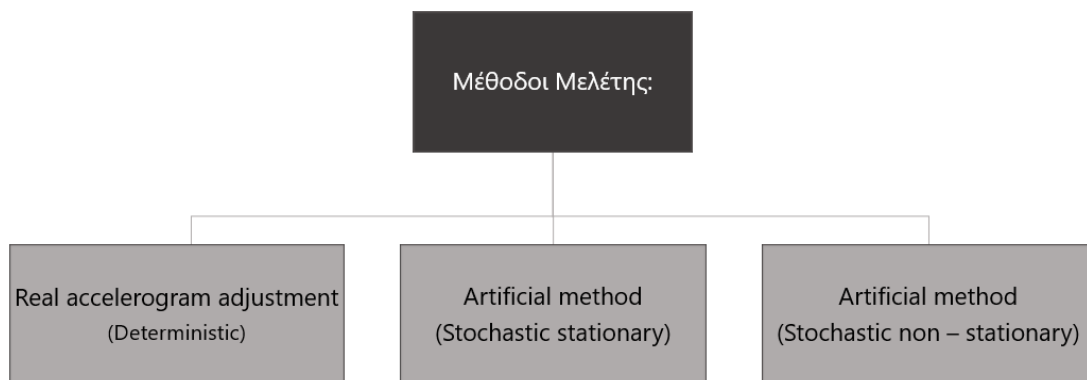 Μέθοδοι Μελέτης:
Real accelerogram adjustment
(Deterministic)
Artificial method
(Stochastic stationary)
Artificial method
(Stochastic non – stationary)